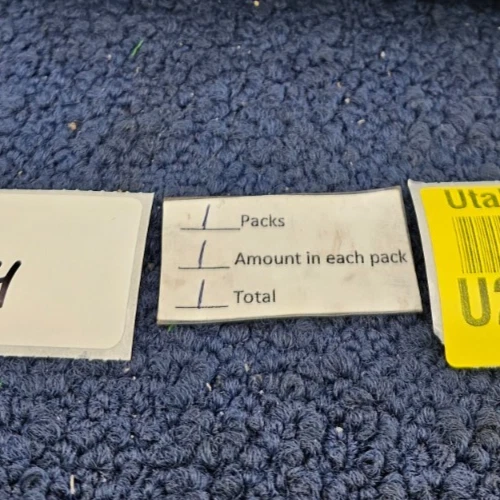 1 Packs
1 Amount in each pack
1 Total
Uta
U2